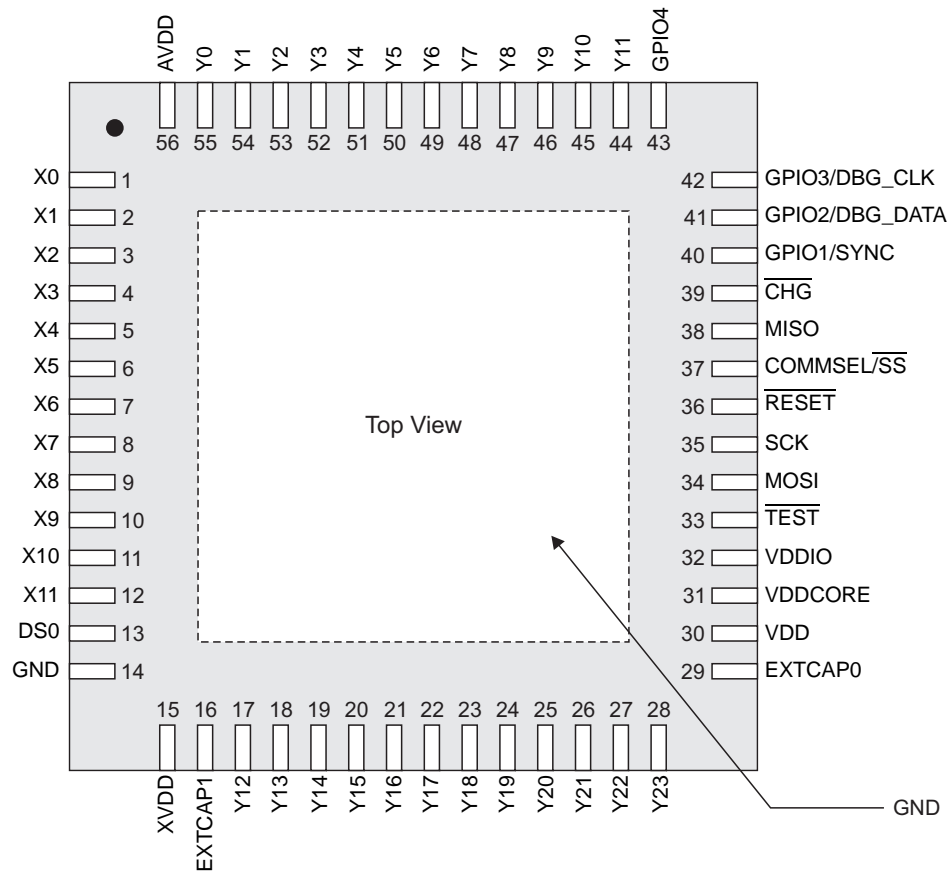 AVDD Y0 Y1 Y2 Y3 Y4 Y5 Y6 Y7 Y8 Y9 Y10 Y11 GPIO4
56 55 54 53 52 51 50 49 48 47 46 45 44 43
X0 1 42 GPIO3/DBG_CLK
X1 2 41 GPIO2/DBG_DATA
X2 3 40 GPIO1/SYNC
X3 4 39 C̅H̅G̅
X4 5 38 MISO
X5 6 37 COMMSEL/S̅S̅
X6 7 36 R̅E̅S̅E̅T̅
X7 8 Top View 35 SCK
X8 9 34 MOSI
X9 10 33 T̅E̅S̅T̅
X10 11 32 VDDIO
X11 12 31 VDDCORE
DS0 13 30 VDD
GND 14 29 EXTCAP0
15 16 17 18 19 20 21 22 23 24 25 26 27 28
XVDD EXTCAP1 Y12 Y13 Y14 Y15 Y16 Y17 Y18 Y19 Y20 Y21 Y22 Y23
GND